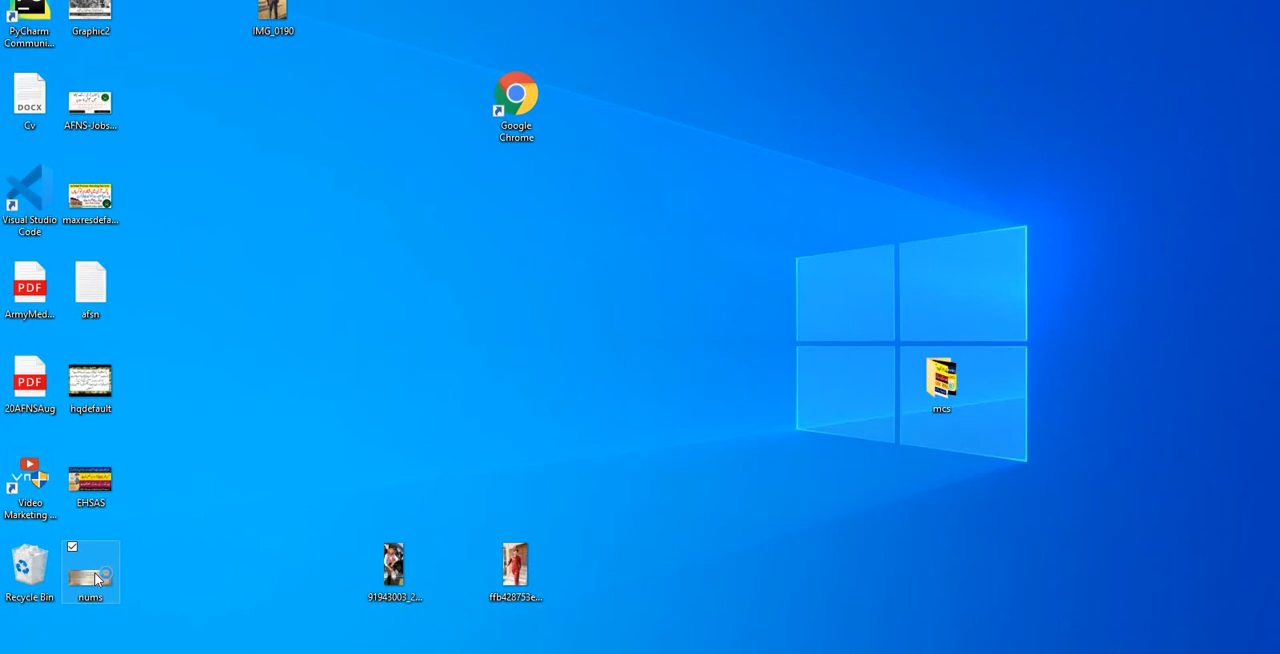 PyCharm
Communi...
Graphic2
IMG_0190
DOCX
Cv
AFNS-Jobs...
Google
Chrome
Visual Studio
Code
maxresdefa...
PDF
ArmyMed...
afsn
PDF
20AFNSAug
hqdefault
mcs
Video
Marketing ...
EHSAS
Recycle Bin
nums
91943003_2...
ffb428753e...